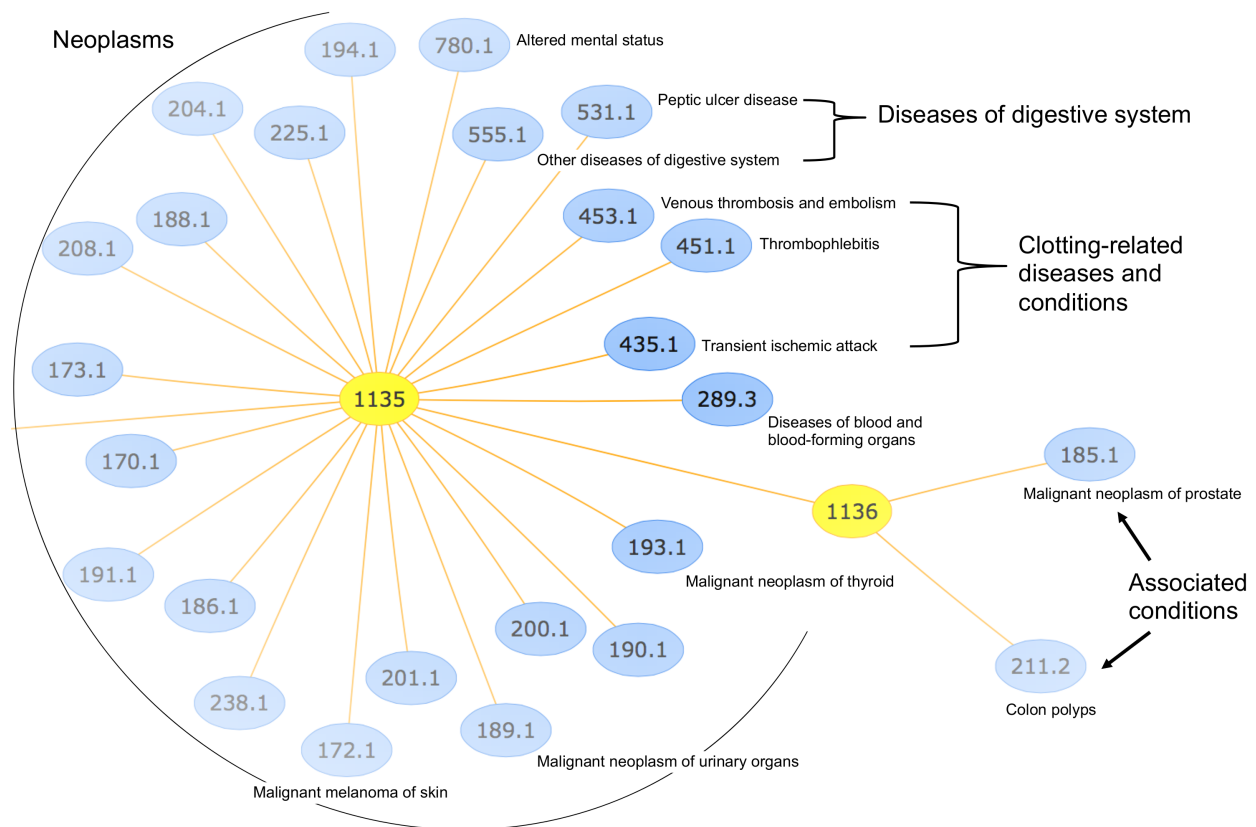 Neoplasms
194.1
780.1
Altered mental status
204.1
225.1
555.1
531.1
Peptic ulcer disease
Other diseases of digestive system
Diseases of digestive system
208.1
188.1
453.1
Venous thrombosis and embolism
451.1
Thrombophlebitis
Clotting-related
diseases and
conditions
435.1
Transient ischemic attack
173.1
1135
289.3
Diseases of blood and
blood-forming organs
170.1
1136
185.1
Malignant neoplasm of prostate
193.1
Malignant neoplasm of thyroid
191.1
186.1
200.1
190.1
Associated
conditions
211.2
Colon polyps
238.1
201.1
172.1
189.1
Malignant neoplasm of urinary organs
Malignant melanoma of skin